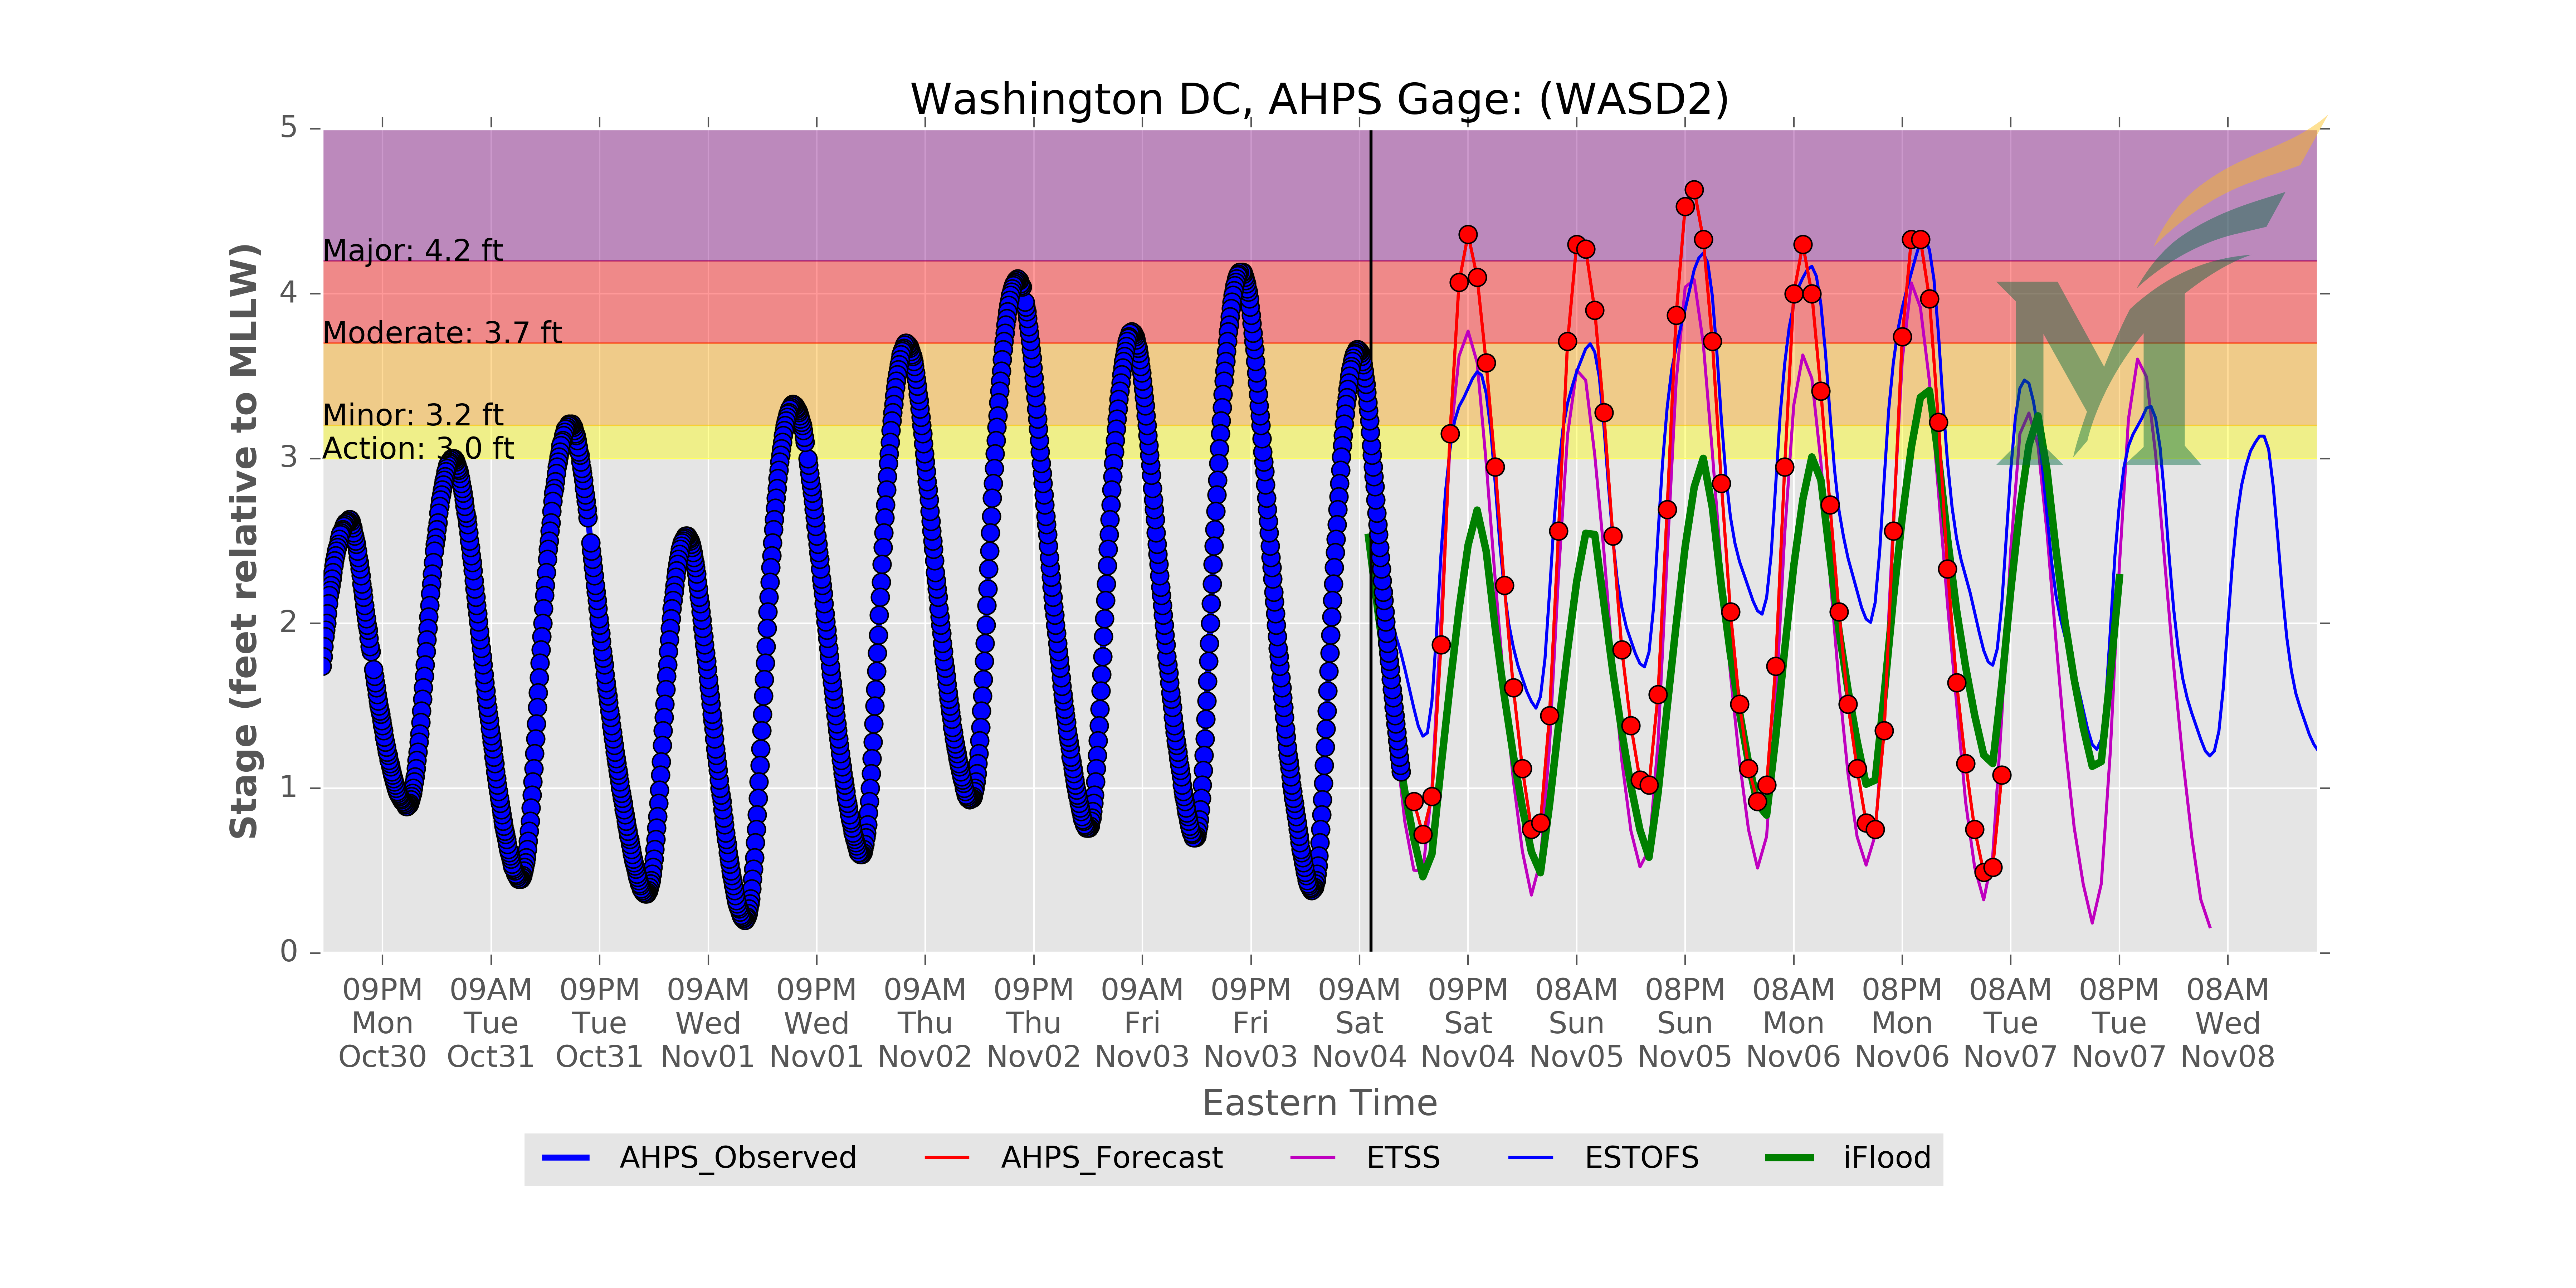 Washington DC, AHPS Gage: (WASD2)
Stage (feet relative to MLLW)
5
4
3
2
1
0
Major: 4.2 ft
Moderate: 3.7 ft
Minor: 3.2 ft
Action: 3.0 ft
M
09PM 09AM 09PM 09AM 09PM 09AM 09PM 09AM 09PM 09AM 09PM 08AM 08PM 08AM 08PM 08AM 08PM 08AM
Mon Tue Tue Wed Wed Thu Thu Fri Fri Sat Sat Sun Sun Mon Mon Tue Tue Wed
Oct30 Oct31 Oct31 Nov01 Nov01 Nov02 Nov02 Nov03 Nov03 Nov04 Nov04 Nov05 Nov05 Nov06 Nov06 Nov07 Nov07 Nov08
Eastern Time
AHPS_Observed AHPS_Forecast ETSS ESTOFS iFlood